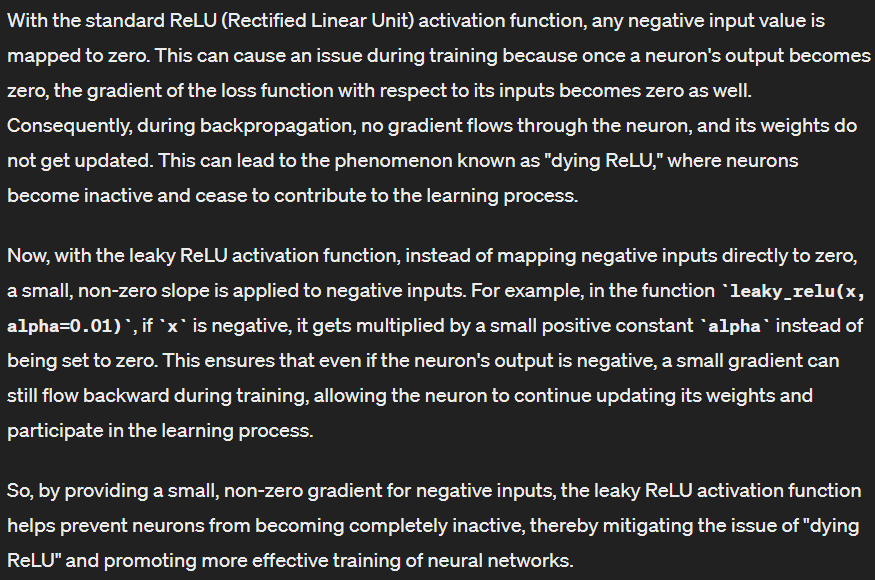 With the standard ReLU (Rectified Linear Unit) activation function, any negative input value is
mapped to zero. This can cause an issue during training because once a neuron's output becomes
zero, the gradient of the loss function with respect to its inputs becomes zero as well.
Consequently, during backpropagation, no gradient flows through the neuron, and its weights do
not get updated. This can lead to the phenomenon known as "dying ReLU," where neurons
become inactive and cease to contribute to the learning process.
Now, with the leaky ReLU activation function, instead of mapping negative inputs directly to zero,
a small, non-zero slope is applied to negative inputs. For example, in the function `leaky_relu(x,
alpha=0.01)`, if `x` is negative, it gets multiplied by a small positive constant `alpha` instead of
being set to zero. This ensures that even if the neuron's output is negative, a small gradient can
still flow backward during training, allowing the neuron to continue updating its weights and
participate in the learning process.
So, by providing a small, non-zero gradient for negative inputs, the leaky ReLU activation function
helps prevent neurons from becoming completely inactive, thereby mitigating the issue of "dying
ReLU" and promoting more effective training of neural networks.